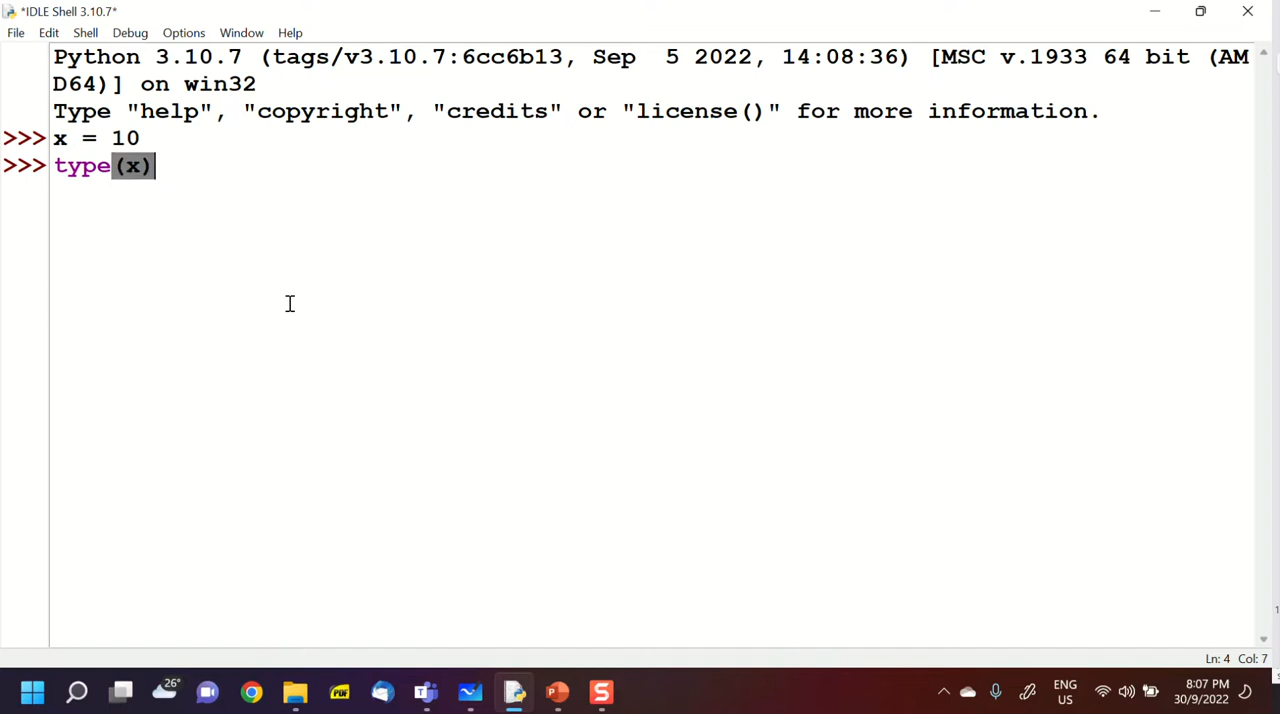 *IDLE Shell 3.10.7*
File Edit Shell Debug Options Window Help
Python 3.10.7 (tags/v3.10.7:6cc6b13, Sep  5 2022, 14:08:36) [MSC v.1933 64 bit (AM
D64)] on win32
Type "help", "copyright", "credits" or "license()" for more information.
>>> x = 10
>>> type(x)
Ln: 4 Col: 7
26°
PDF
ENG
US
8:07 PM
30/9/2022